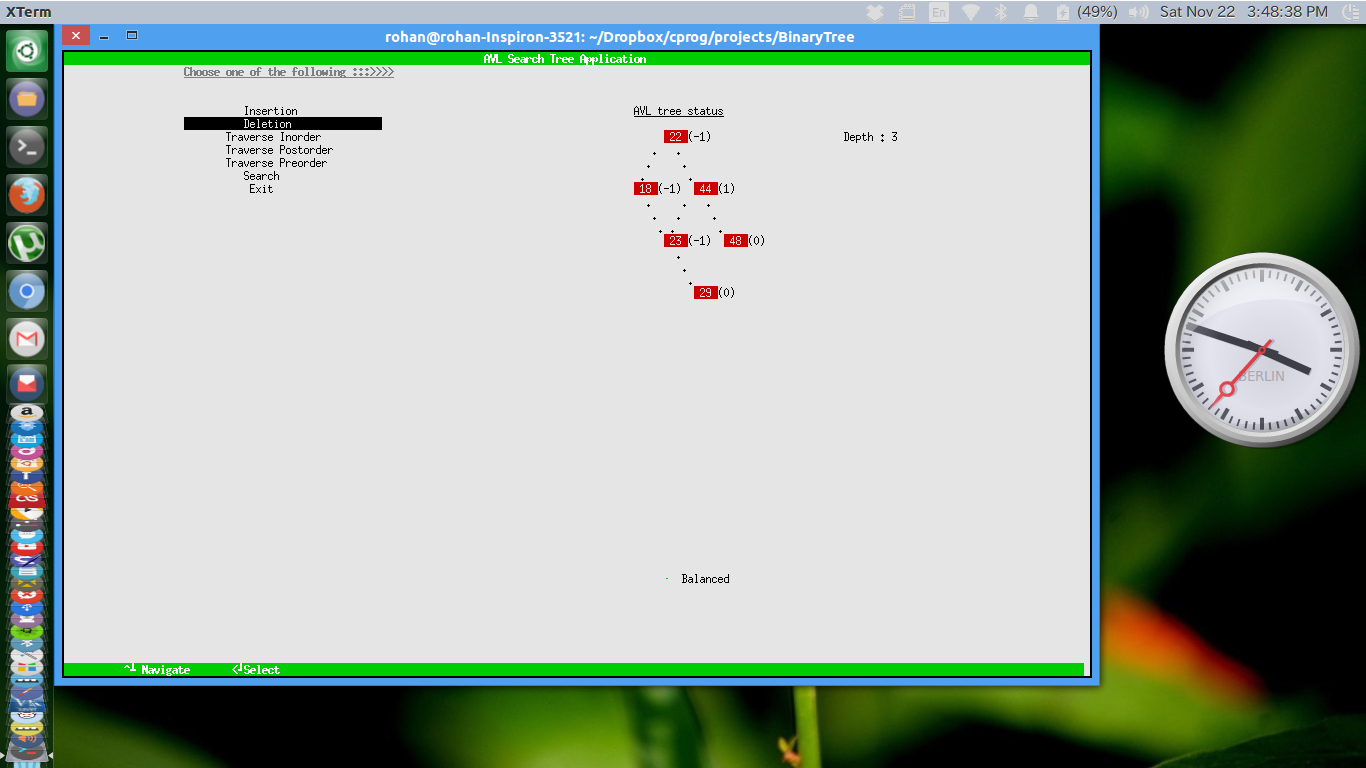 XTerm
En
(49%)
Sat Nov 22 3:48:38 PM
rohan@rohan-Inspiron-3521: ~/Dropbox/cprog/projects/BinaryTree
AVL Search Tree Application
Choose one of the following :::>>>>
Insertion
Deletion
Traverse Inorder
Traverse Postorder
Traverse Preorder
Search
Exit
AVL tree status
Depth : 3
22(-1)
18(-1) 44(1)
23(-1) 48(0)
29(0)
BERLIN
Balanced
Navigate
Select